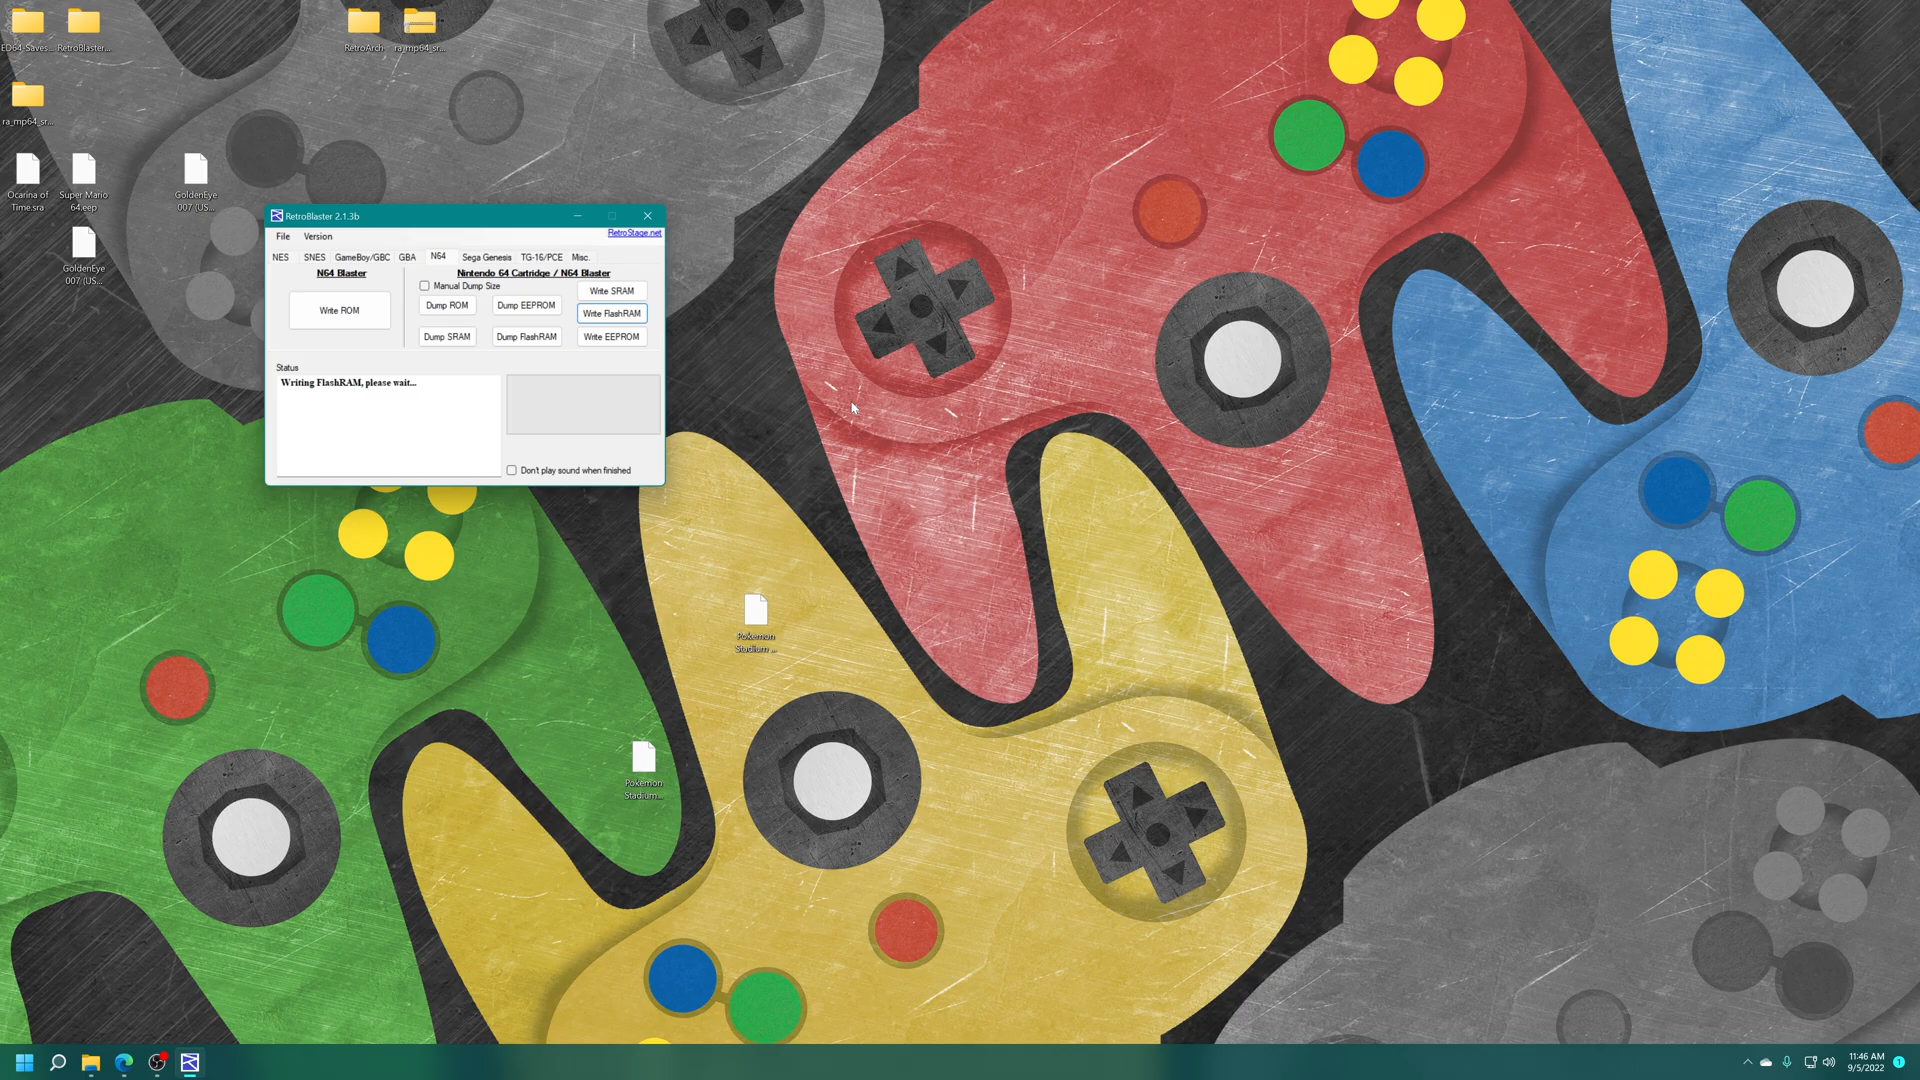 ED64-Saves...
RetroBlaster...
RetroArch
ra_mp64_sr...
ra_mp64_sr...
Ocarina of
Time.sra
Super Mario
64.eep
GoldenEye
007 (US...
GoldenEye
007 (US...
RetroBlaster 2.1.3b
File
Version
RetroStage.net
NES
SNES
GameBoy/GBC
GBA
N64
Sega Genesis
TG-16/PCE
Misc.
N64 Blaster
Nintendo 64 Cartridge / N64 Blaster
Manual Dump Size
Write SRAM
Write ROM
Dump ROM
Dump EEPROM
Write FlashRAM
Dump SRAM
Dump FlashRAM
Write EEPROM
Status
Writing FlashRAM, please wait...
Don't play sound when finished
Pokemon
Stadium ...
Pokemon
Stadium...
11:46 AM
9/5/2022
1